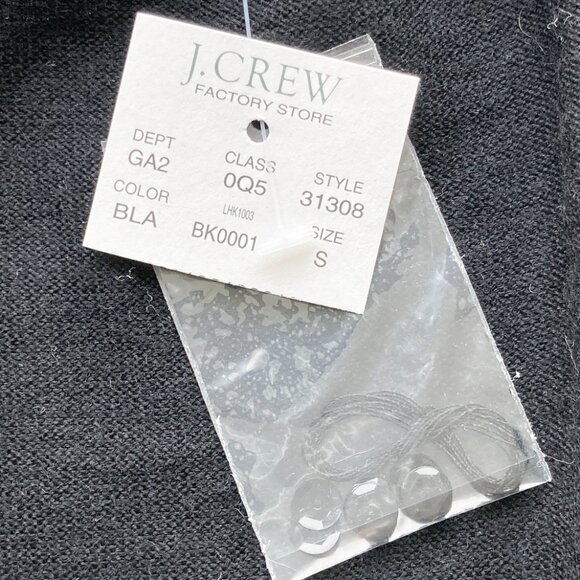 J.CREW
FACTORY STORE
DEPT CLASS STYLE
GA2 0Q5 31308
COLOR LHK1003 SIZE
BLA BK0001 S